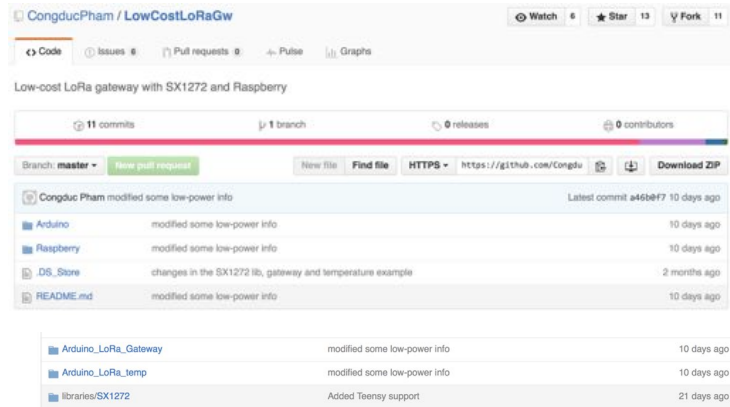 CongducPham / LowCostLoRaGw
Watch 6 Star 13 Fork 11
Code Issues 6 Pull requests 0 Pulse Graphs
Low-cost LoRa gateway with SX1272 and Raspberry
11 commits 1 branch 0 releases 0 contributors
Branch: master New pull request New file Find file HTTPS https://github.com/Congdu Download ZIP
Congduc Pham modified some low-power info Latest commit a46b0f7 10 days ago
Arduino modified some low-power info 10 days ago
Raspberry modified some low-power info 10 days ago
.DS_Store changes in the SX1272 lib, gateway and temperature example 2 months ago
README.md modified some low-power info 10 days ago
Arduino_LoRa_Gateway modified some low-power info 10 days ago
Arduino_LoRa_temp modified some low-power info 10 days ago
libraries/SX1272 Added Teensy support 21 days ago